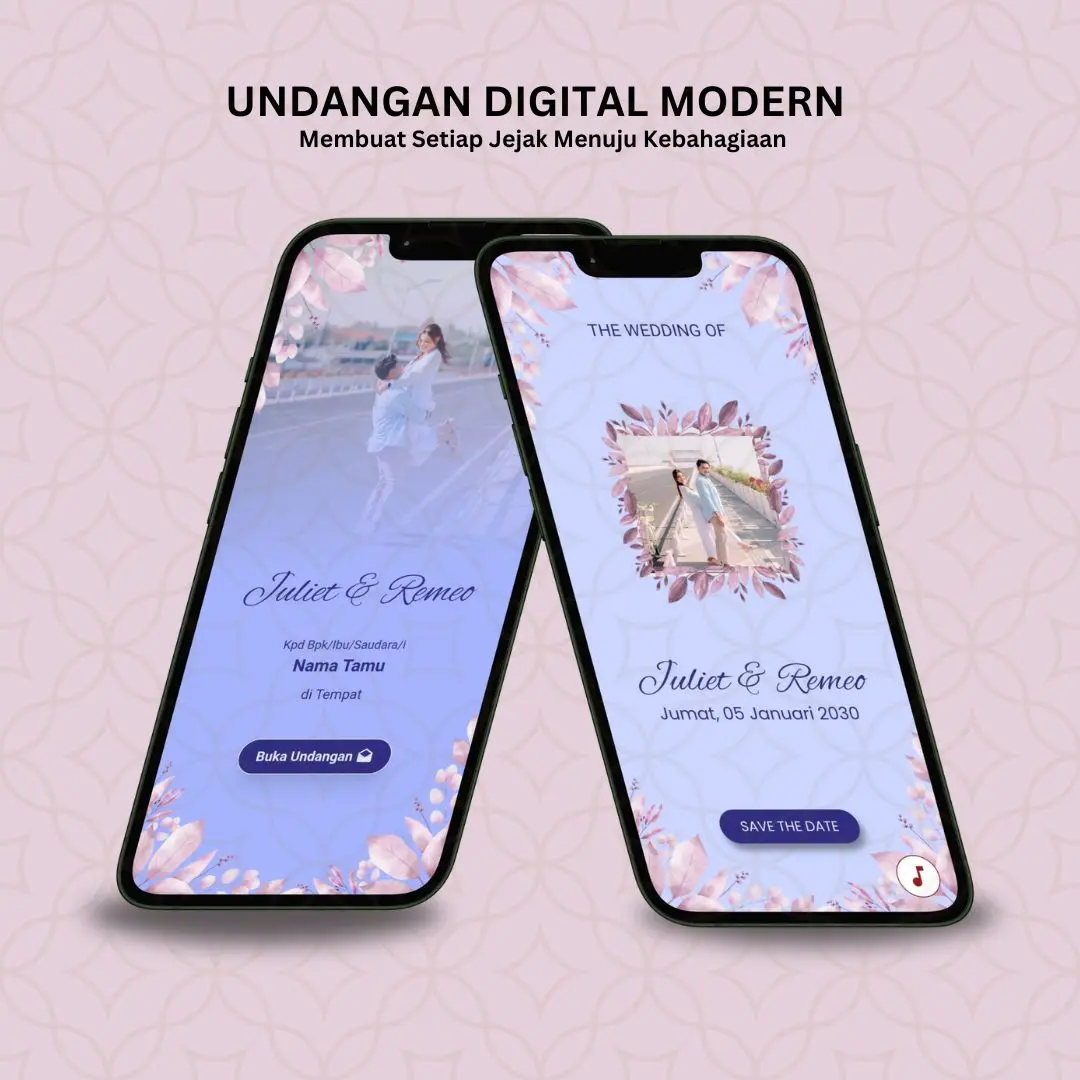 UNDANGAN DIGITAL MODERN
Membuat Setiap Jejak Menuju Kebahagiaan
Juliet & Remeo
Kpd Bpk/Ibu/Saudara/i
Nama Tamu
di Tempat
Buka Undangan
THE WEDDING OF
Juliet & Remeo
Jumat, 05 Januari 2030
SAVE THE DATE